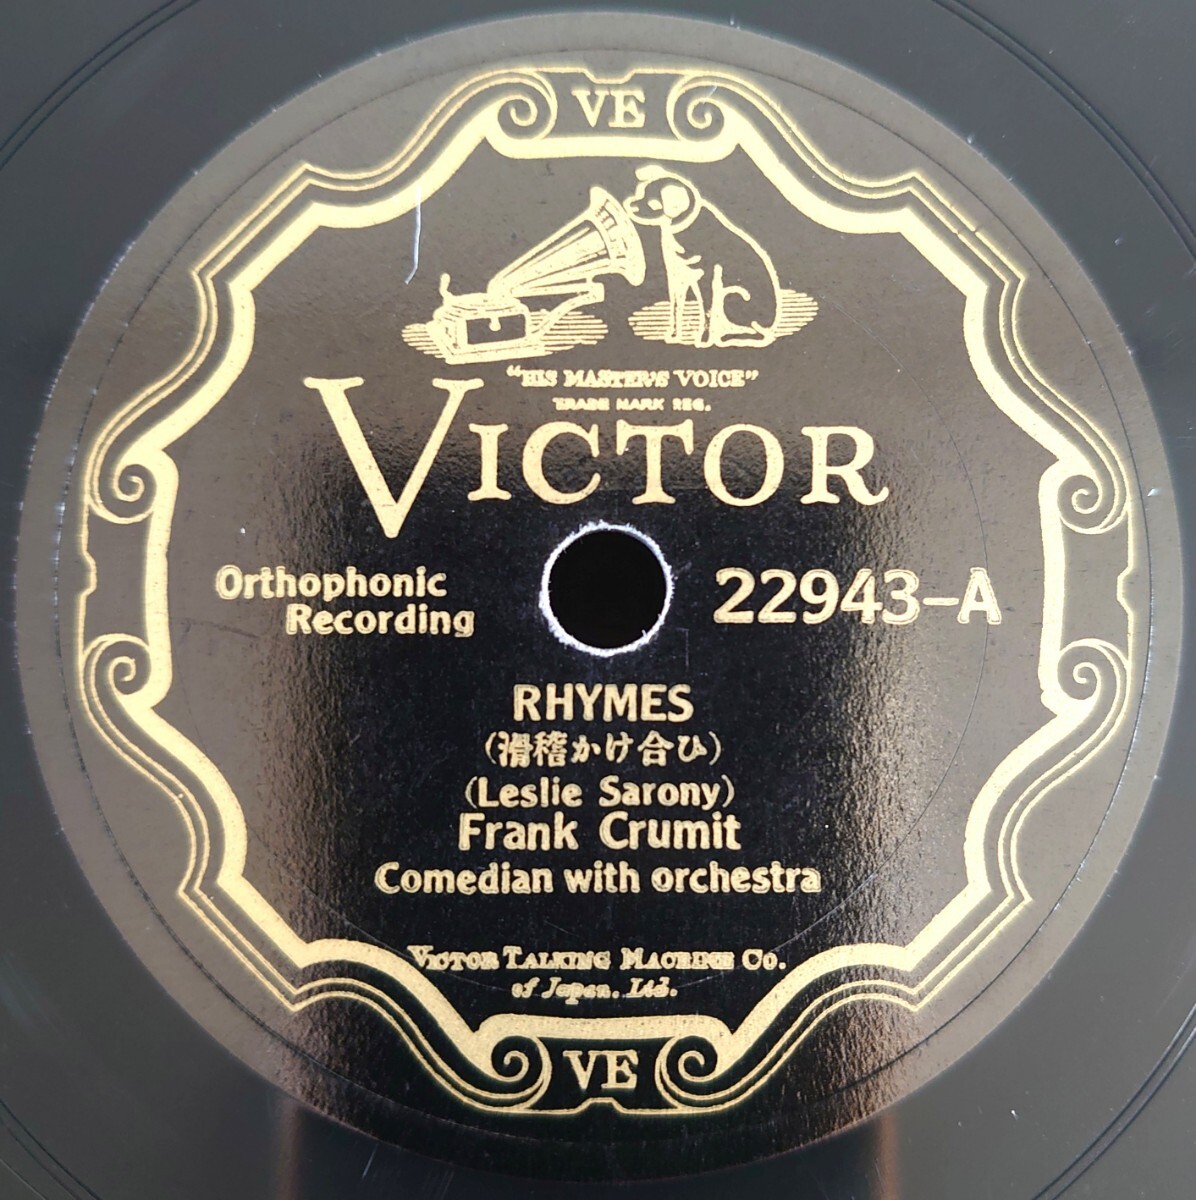 VE
"HIS MASTER'S VOICE"
TRADE MARK REG.
VICTOR
Orthophonic
Recording
22943-A
RHYMES
(滑稽かけ合ひ)
(Leslie Sarony)
Frank Crumit
Comedian with orchestra
VICTOR TALKING MACHINE CO.
of Japan, Ltd.
VE